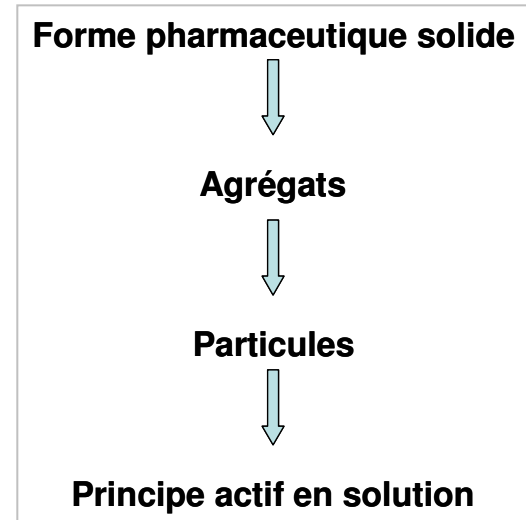 Forme pharmaceutique solide
Agrégats
Particules
Principe actif en solution